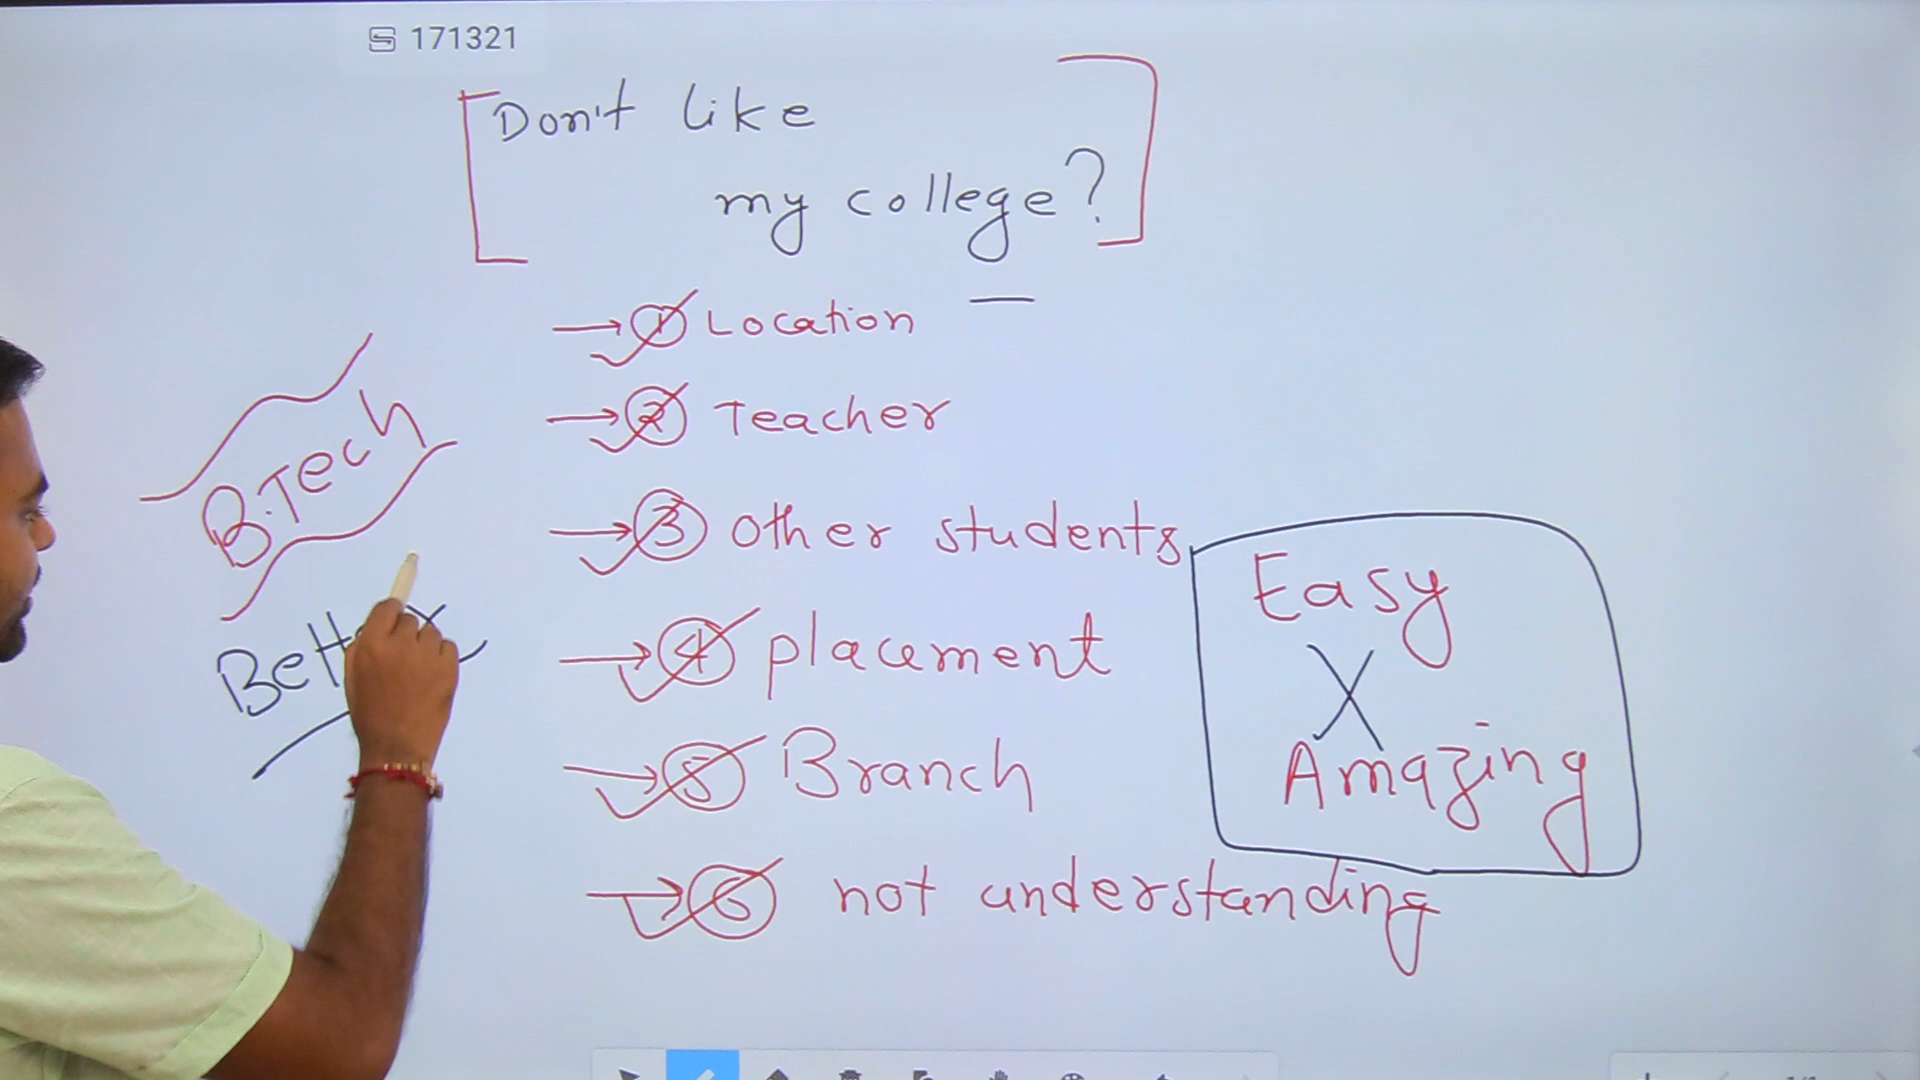 171321
Don't like
my college?
→ 1 Location
→ 2 Teacher
→ 3 Other students
→ 4 placement
→ 5 Branch
→ 6 not understanding
B.Tech
Easy
X
Amazing